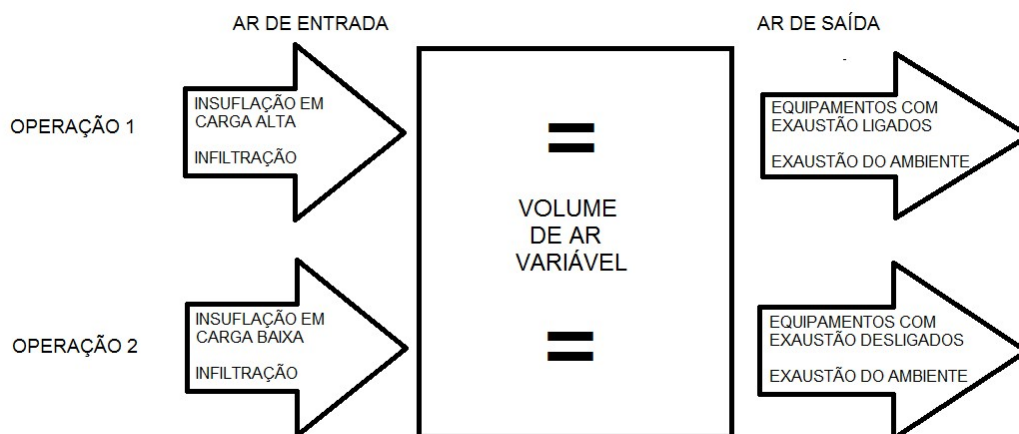 AR DE ENTRADA
AR DE SAÍDA
-
OPERAÇÃO 1
INSUFLAÇÃO EM
CARGA ALTA
INFILTRAÇÃO
=
EQUIPAMENTOS COM
EXAUSTÃO LIGADOS
EXAUSTÃO DO AMBIENTE
VOLUME
DE AR
VARIÁVEL
OPERAÇÃO 2
INSUFLAÇÃO EM
CARGA BAIXA
INFILTRAÇÃO
=
EQUIPAMENTOS COM
EXAUSTÃO DESLIGADOS
EXAUSTÃO DO AMBIENTE